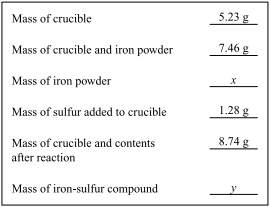 Mass of crucible 5.23 g
Mass of crucible and iron powder 7.46 g
Mass of iron powder x
Mass of sulfur added to crucible 1.28 g
Mass of crucible and contents 8.74 g
after reaction
Mass of iron-sulfur compound y